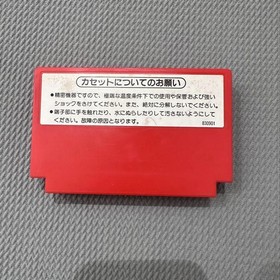 カセットについてのお願い
●精密機器ですので、極端な温度条件下での使用や保管および強い
ショックをさけてください。また、絶対に分解しないでください。
●端子部に手を触れたり、水にぬらしたりして汚さないようにして
ください。故障の原因となります。